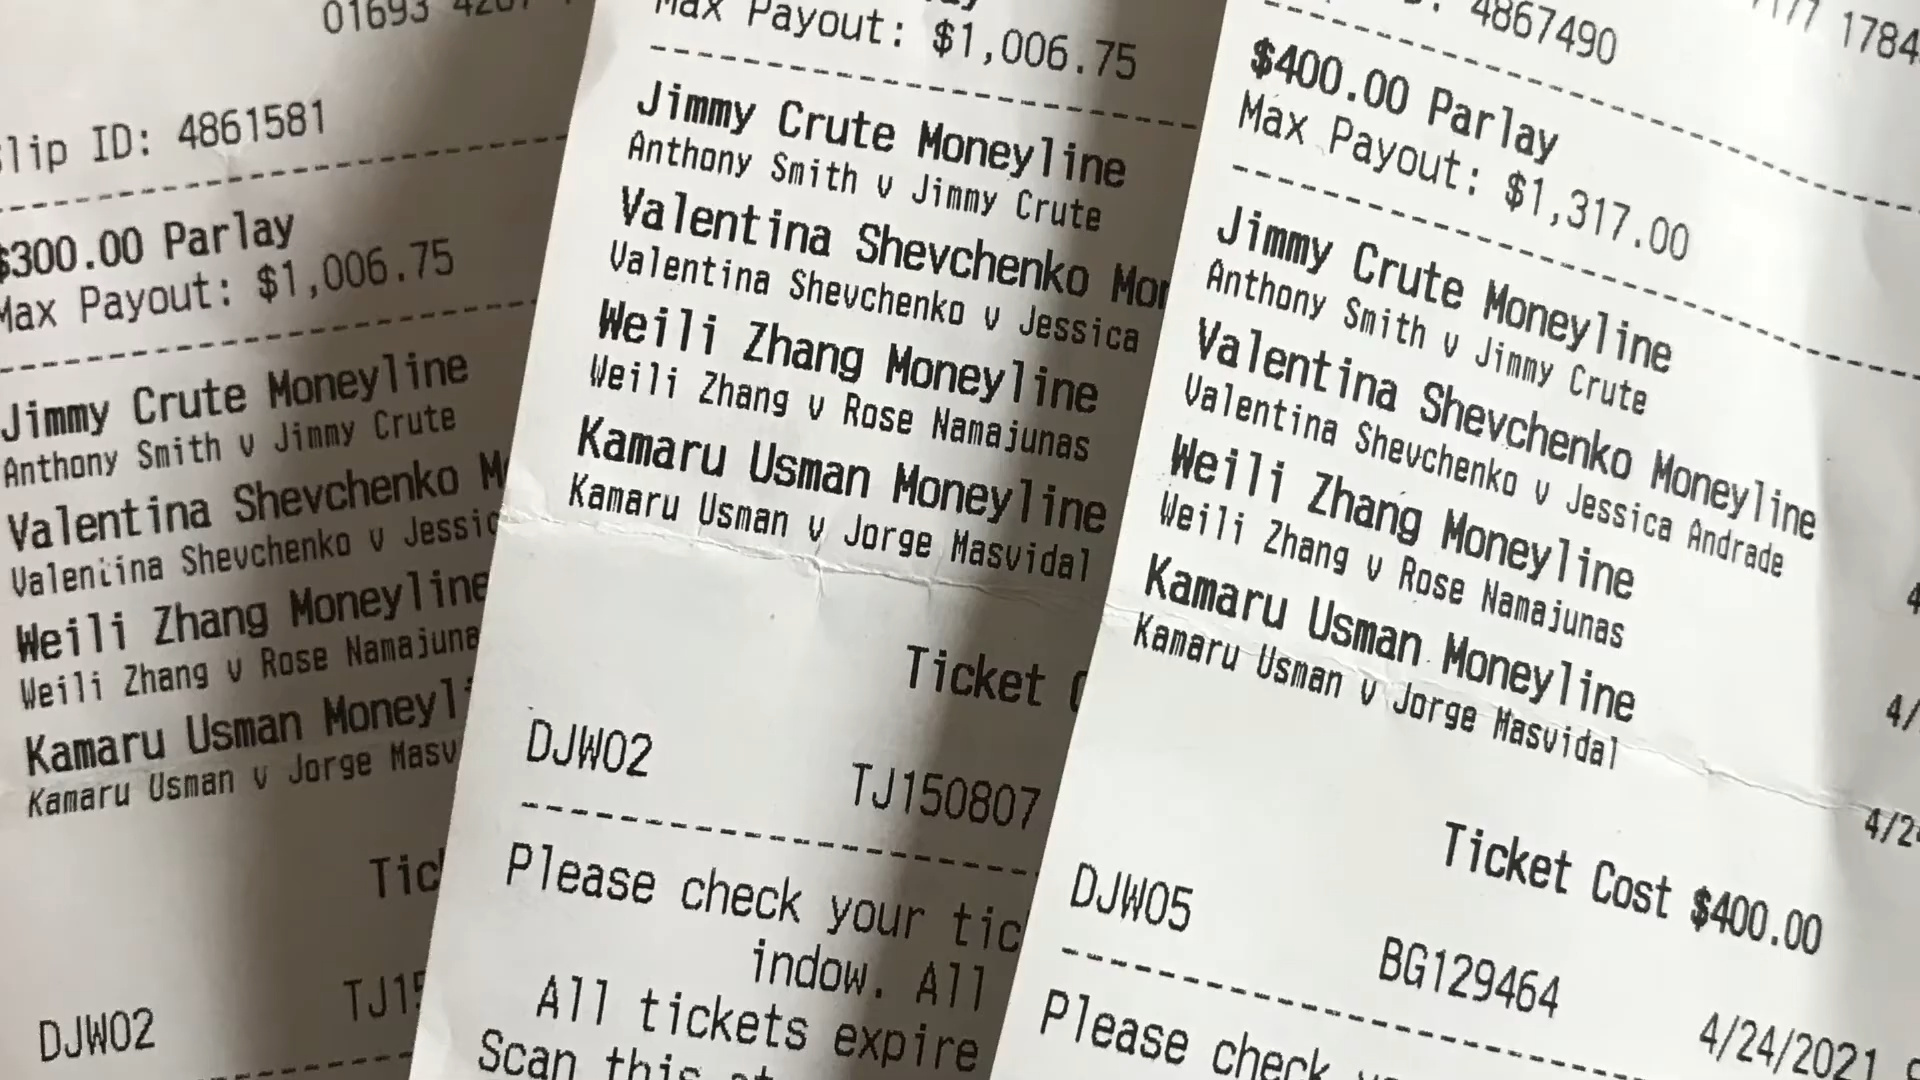 01693
lip ID: 4861581
$300.00 Parlay
Max Payout: $1,006.75
Jimmy Crute Moneyline
Anthony Smith v Jimmy Crute
Valentina Shevchenko
Valentina Shevchenko v
Weili Zhang Moneyline
Weili Zhang v Rose
Kamaru Usman
Kamaru Usman v Jorge
DJW02
Max Payout: $1,006.75
Jimmy Crute Moneyline
Anthony Smith v Jimmy Crute
Valentina Shevchenko
Valentina Shevchenko v Jessica
Weili Zhang Moneyline
Weili Zhang v Rose Namajunas
Kamaru Usman Moneyline
Kamaru Usman v Jorge Masvidal
Ticket
DJW02
TJ150807
Please check your tic
indow. All
All tickets expire
Scan this
4867490
1784
$400.00 Parlay
Max Payout: $1,317.00
Jimmy Crute Moneyline
Anthony Smith v Jimmy Crute
Valentina Shevchenko Moneyline
Valentina Shevchenko v Jessica Andrade
Weili Zhang Moneyline
Weili Zhang v Rose Namajunas
Kamaru Usman Moneyline
Kamaru Usman v Jorge Masvidal
Ticket Cost $400.00
DJW05
BG129464
4/24/2021
Please check